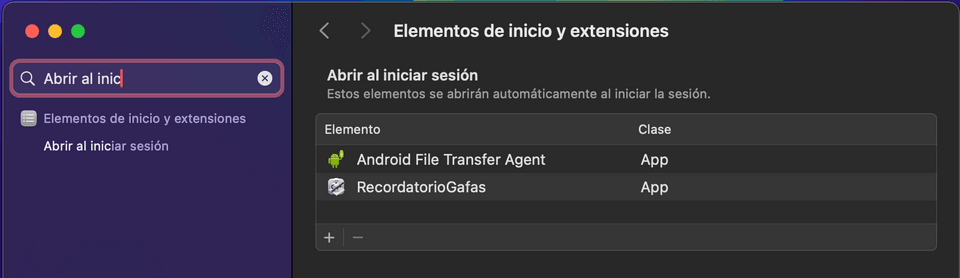 Elementos de inicio y extensiones
Abrir al inic
Abrir al iniciar sesión
Estos elementos se abrirán automáticamente al iniciar la sesión.
Elementos de inicio y extensiones
Abrir al iniciar sesión
Elemento Clase
Android File Transfer Agent App
RecordatorioGafas App